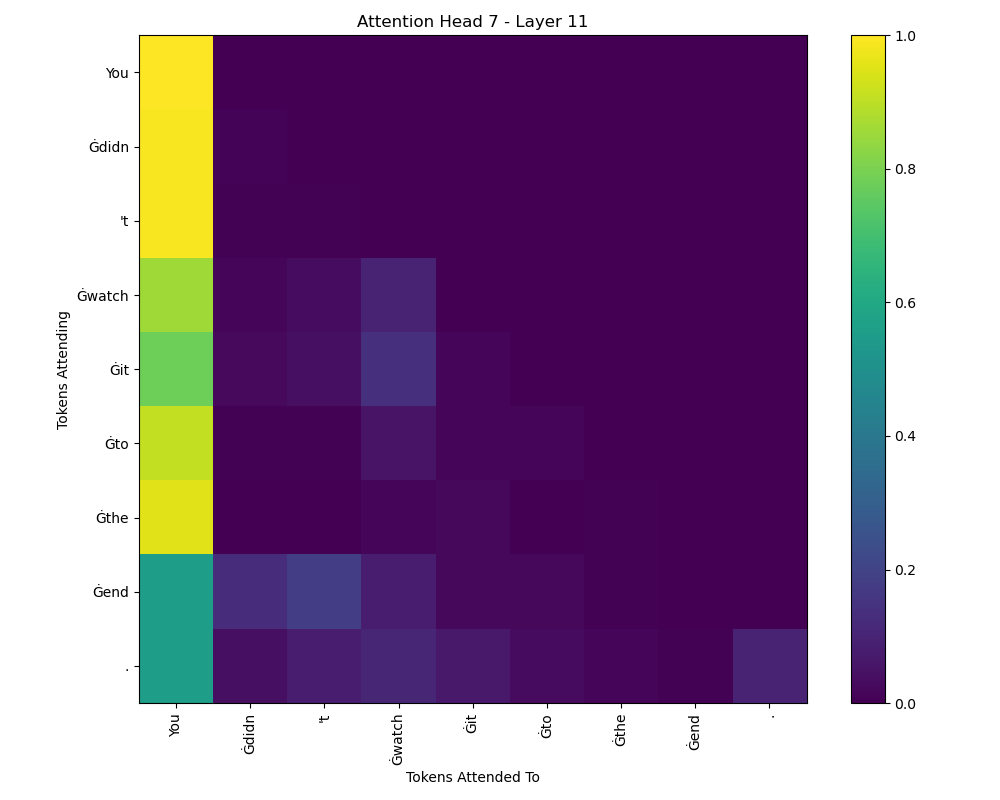 Attention Head 7 - Layer 11
Tokens Attending
You
Ġdidn
't
Ġwatch
Ġit
Ġto
Ġthe
Ġend
.
You
Ġdidn
't
Ġwatch
Ġit
Ġto
Ġthe
Ġend
.
Tokens Attended To
1.0
0.8
0.6
0.4
0.2
0.0